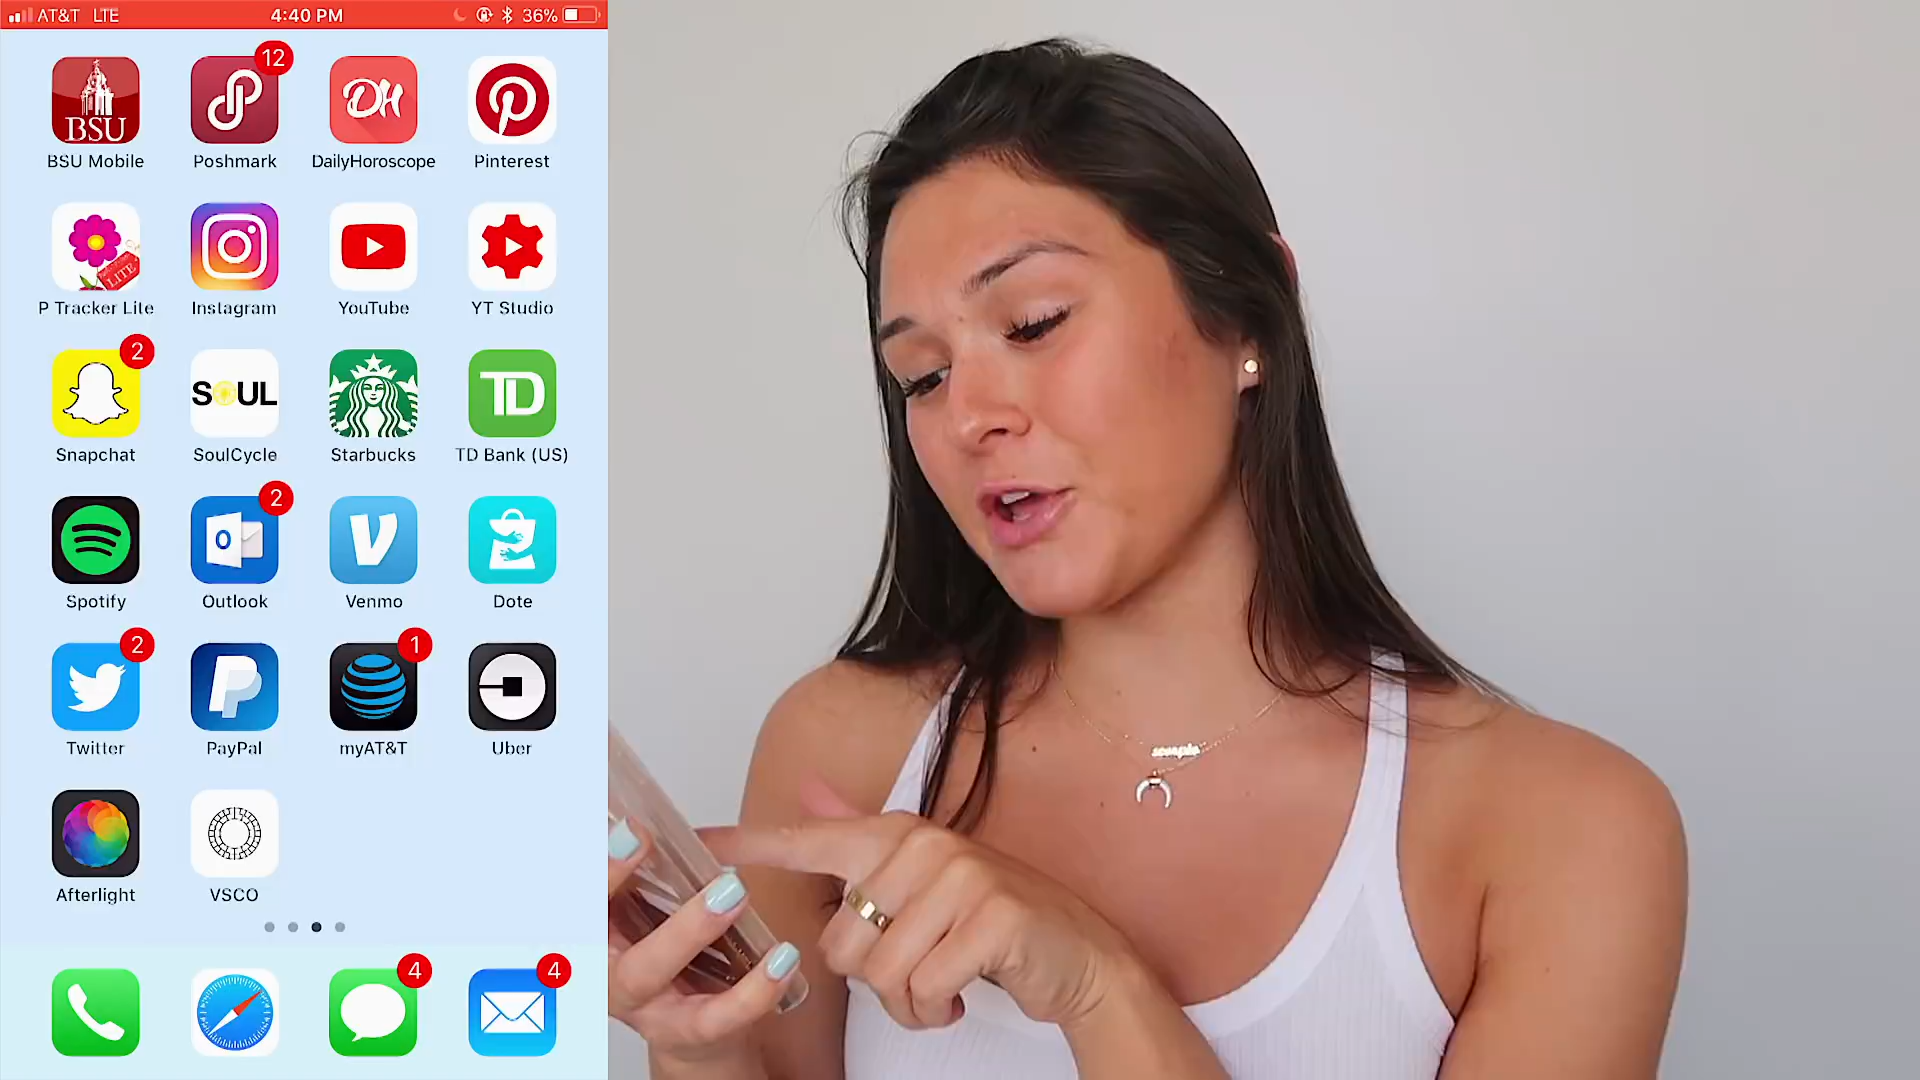 AT&T LTE 4:40 PM 36%
12
BSU DH
BSU Mobile Poshmark DailyHoroscope Pinterest
LITE
P Tracker Lite Instagram YouTube YT Studio
2
SOUL TD
Snapchat SoulCycle Starbucks TD Bank (US)
2
Spotify Outlook Venmo Dote
2 1
Twitter PayPal myAT&T Uber
Afterlight VSCO
4 4
scorpio